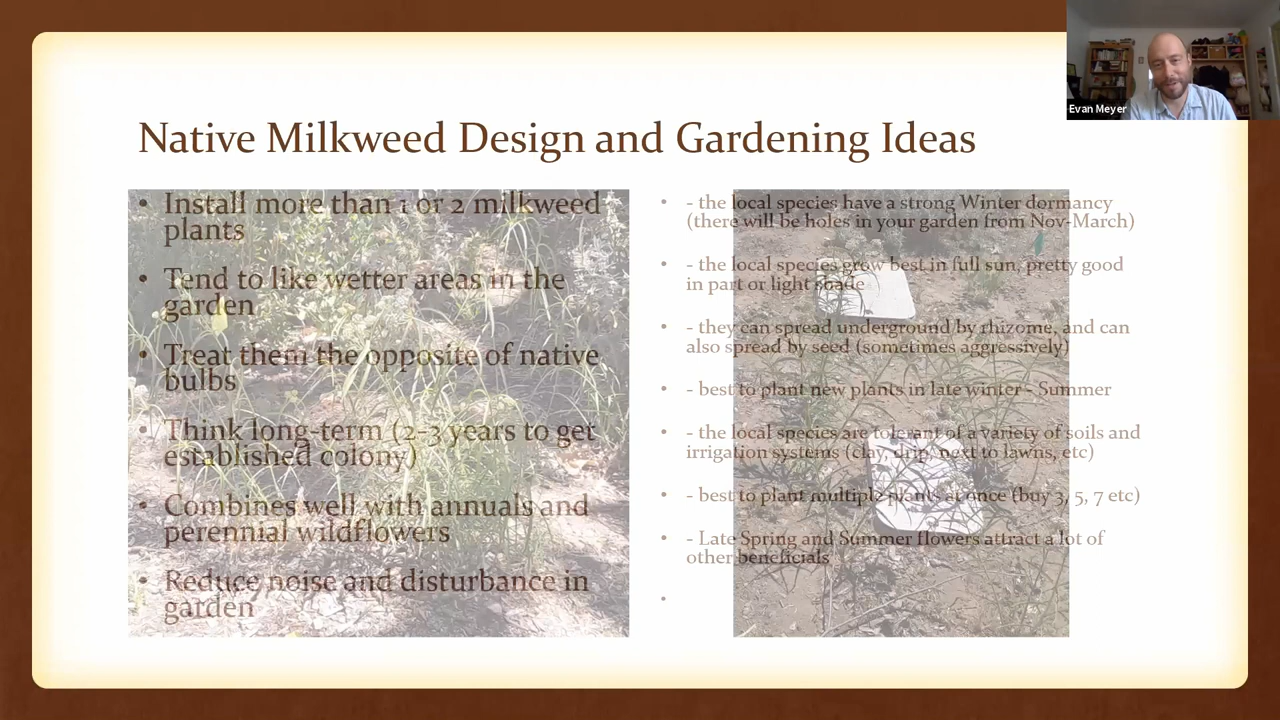 Evan Meyer
Native Milkweed Design and Gardening Ideas
• Install more than 1 or 2 milkweed
plants
• Tend to like wetter areas in the
garden
• Treat them the opposite of native
bulbs
• Think long-term (2-3 years to get
established colony)
• Combines well with annuals and
perennial wildflowers
• Reduce noise and disturbance in
garden
• - the local species have a strong Winter dormancy
(there will be holes in your garden from Nov-March)
• - the local species grow best in full sun, pretty good
in part or light shade
• - they can spread underground by rhizome, and can
also spread by seed (sometimes aggressively)
• - best to plant new plants in late winter - Summer
• - the local species are tolerant of a variety of soils and
irrigation systems (clay, drip, next to lawns, etc)
• - best to plant multiple plants at once (buy 3, 5, 7 etc)
• - Late Spring and Summer flowers attract a lot of
other beneficials
•